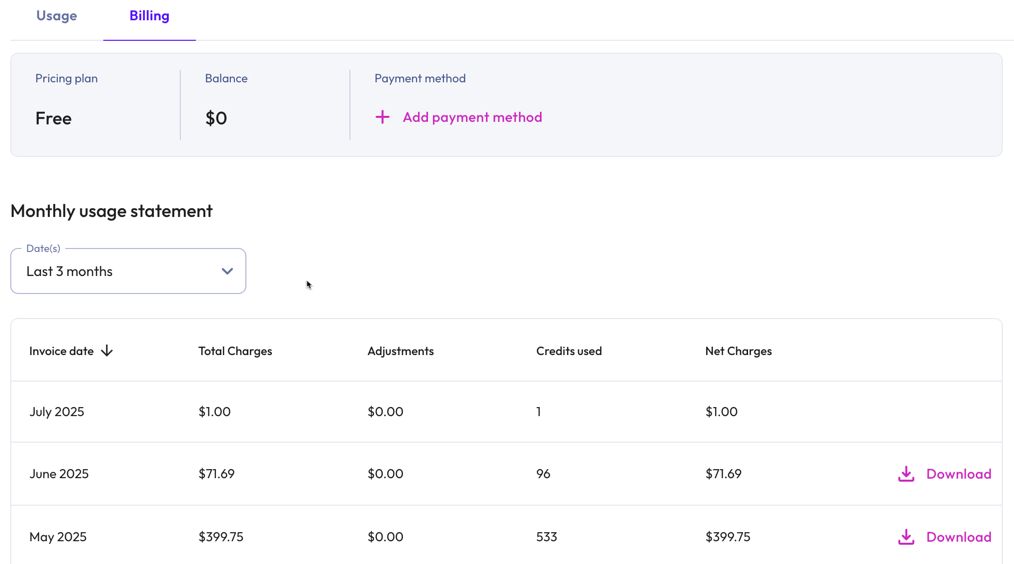 Usage Billing
Pricing plan Balance Payment method
Free $0 Add payment method
Monthly usage statement
Date(s)
Last 3 months
Invoice date Total Charges Adjustments Credits used Net Charges
July 2025 $1.00 $0.00 1 $1.00
June 2025 $71.69 $0.00 96 $71.69 Download
May 2025 $399.75 $0.00 533 $399.75 Download